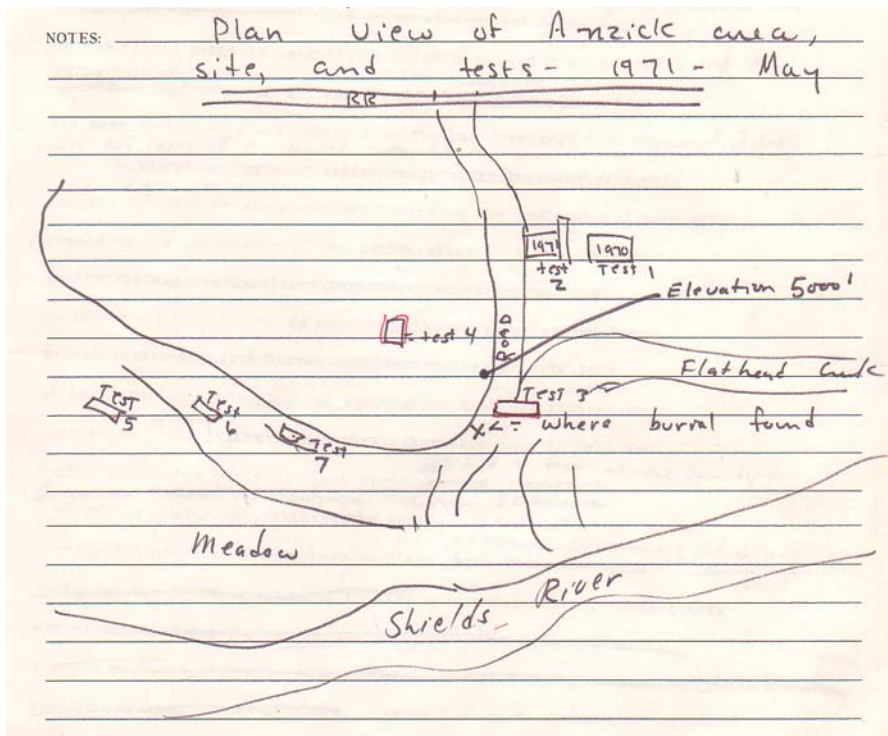 NOTES: Plan View of Anzick area,
site, and tests - 1971 - May
RR
1971
1970
test
2
Test 1
Elevation 5000'
ROAD
= test 4
Flathead Creek
Test 3
Test
5
Test
6
Test
7
x <- = where burial found
Meadow
Shields River